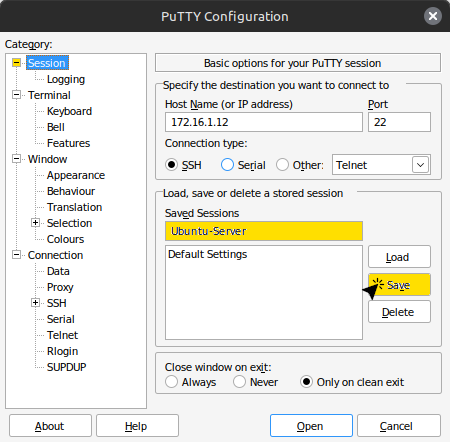 PuTTY Configuration
Category:
Session
Logging
Terminal
Keyboard
Bell
Features
Window
Appearance
Behaviour
Translation
Selection
Colours
Connection
Data
Proxy
SSH
Serial
Telnet
Rlogin
SUPDUP
Basic options for your PuTTY session
Specify the destination you want to connect to
Host Name (or IP address) Port
172.16.1.12 22
Connection type:
SSH Serial Other: Telnet
Load, save or delete a stored session
Saved Sessions
Ubuntu-Server
Default Settings
Load
Save
Delete
Close window on exit:
Always Never Only on clean exit
About Help Open Cancel